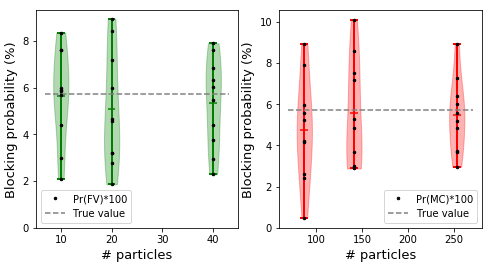 Blocking probability (%)
8
6
4
2
0
10
20
30
40
# particles
Pr(FV)*100
True value
Blocking probability (%)
10
8
6
4
2
0
100
150
200
250
# particles
Pr(MC)*100
True value